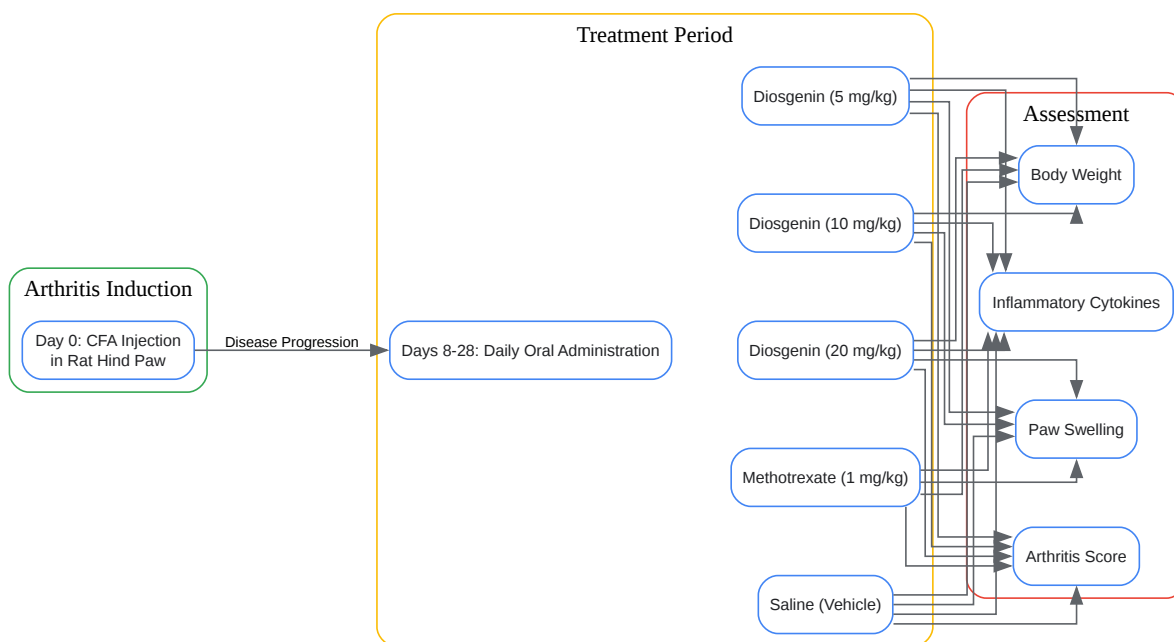 Treatment Period
Diosgenin (5 mg/kg)
Assessment
Body Weight
Diosgenin (10 mg/kg)
Arthritis Induction
Inflammatory Cytokines
Day 0: CFA Injection
in Rat Hind Paw
Disease Progression
Days 8-28: Daily Oral Administration
Diosgenin (20 mg/kg)
Paw Swelling
Methotrexate (1 mg/kg)
Arthritis Score
Saline (Vehicle)